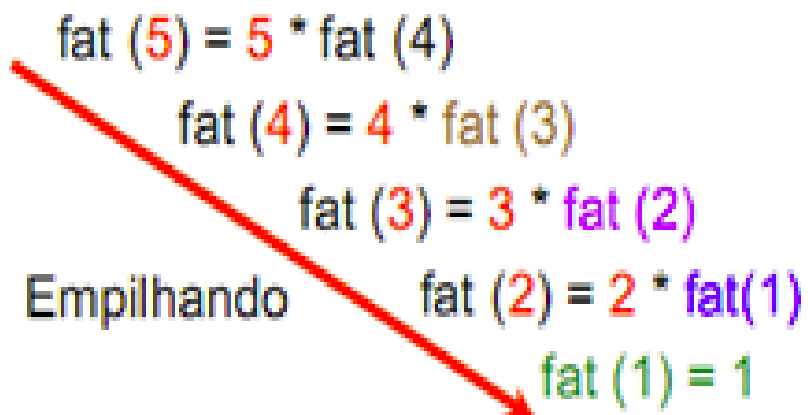 fat (5) = 5 * fat (4)
fat (4) = 4 * fat (3)
fat (3) = 3 * fat (2)
Empilhando
fat (2) = 2 * fat(1)
fat (1) = 1